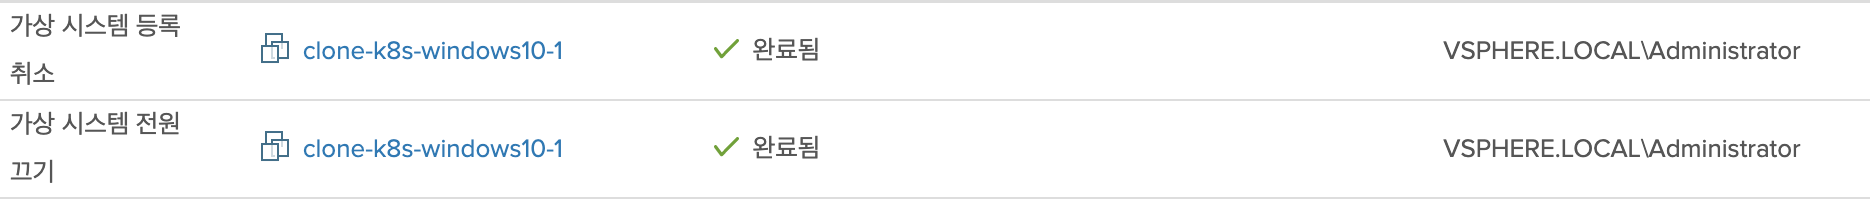 가상 시스템 등록
취소
clone-k8s-windows10-1
완료됨
VSPHERE.LOCAL\Administrator
가상 시스템 전원
끄기
clone-k8s-windows10-1
완료됨
VSPHERE.LOCAL\Administrator